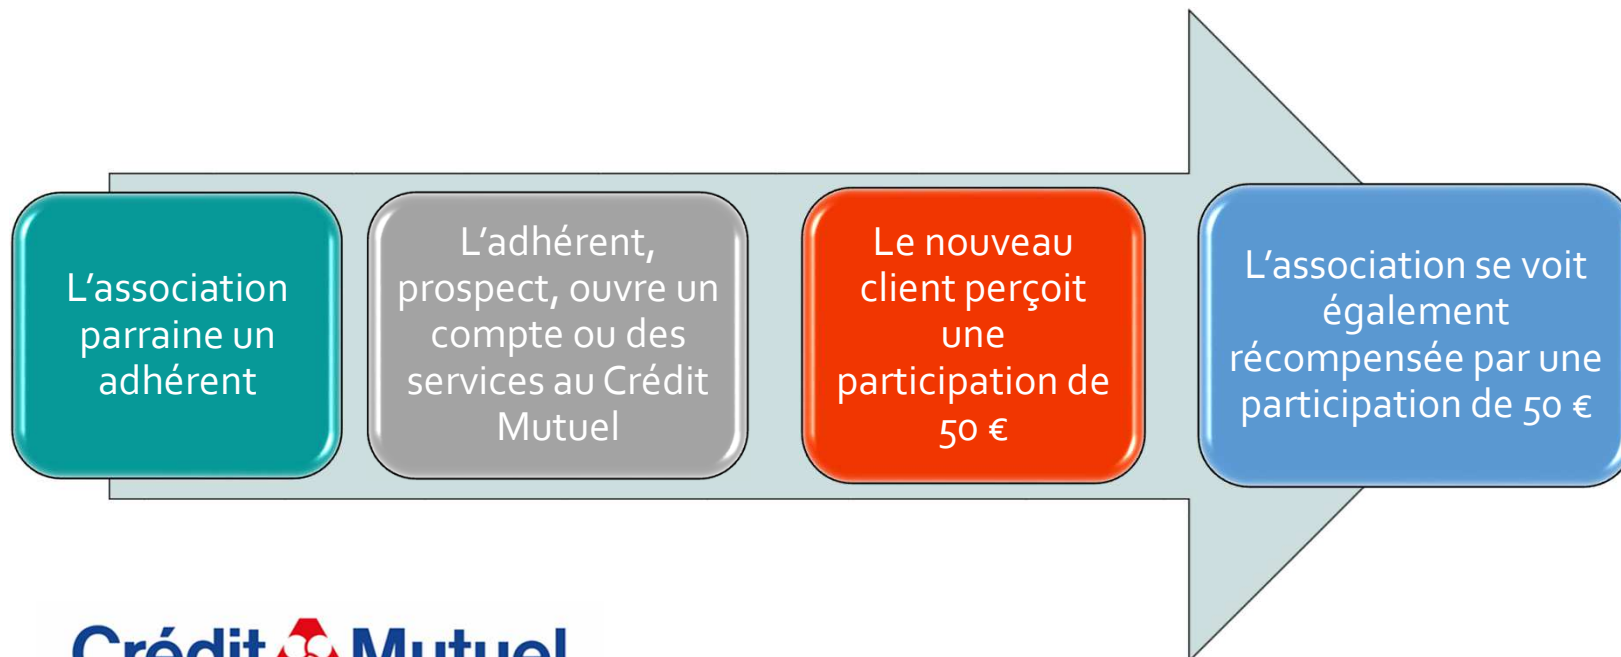 L'association
parraine un
adhérent
L'adhérent,
prospect, ouvre un
compte ou des
services au Crédit
Mutuel
Le nouveau
client perçoit
une
participation de
50 €
L'association se voit
également
récompensée par une
participation de 50 €
Crédit Mutuel